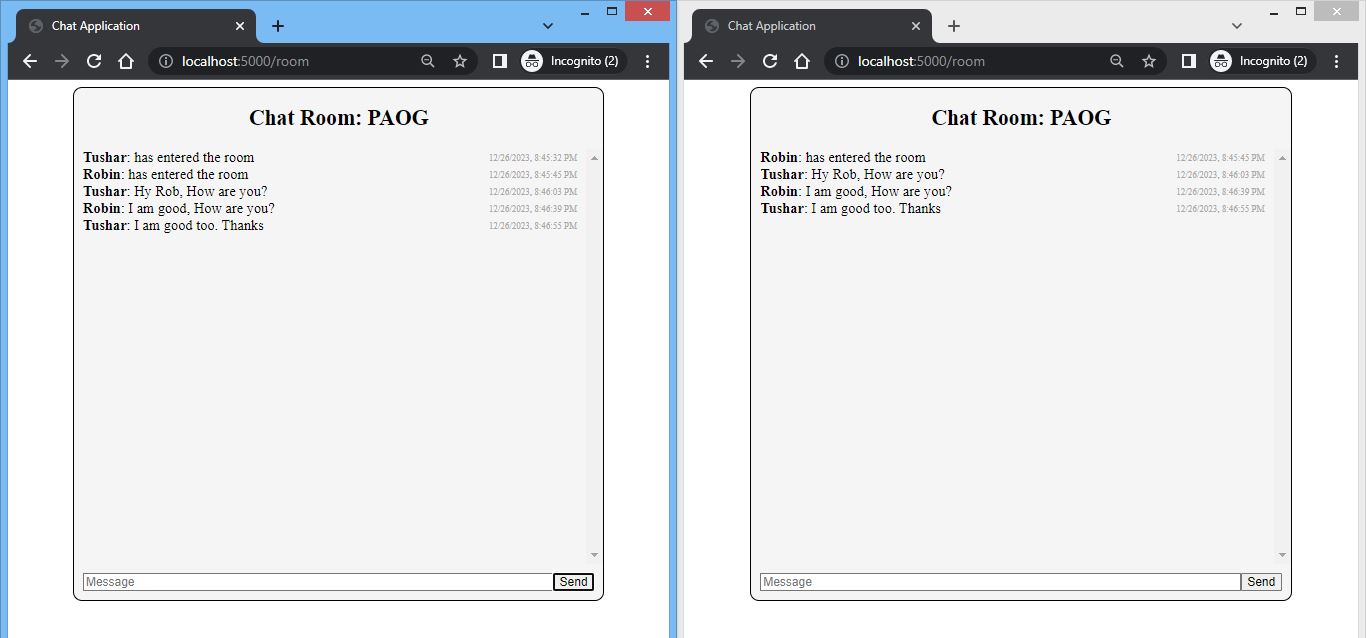 Chat Application
localhost:5000/room
Incognito (2)
Chat Room: PAOG
Tushar: has entered the room 12/26/2023, 8:45:32 PM
Robin: has entered the room 12/26/2023, 8:45:45 PM
Tushar: Hy Rob, How are you? 12/26/2023, 8:46:03 PM
Robin: I am good, How are you? 12/26/2023, 8:46:39 PM
Tushar: I am good too. Thanks 12/26/2023, 8:46:55 PM
Message Send
Chat Application
localhost:5000/room
Incognito (2)
Chat Room: PAOG
Robin: has entered the room 12/26/2023, 8:45:45 PM
Tushar: Hy Rob, How are you? 12/26/2023, 8:46:03 PM
Robin: I am good, How are you? 12/26/2023, 8:46:39 PM
Tushar: I am good too. Thanks 12/26/2023, 8:46:55 PM
Message Send